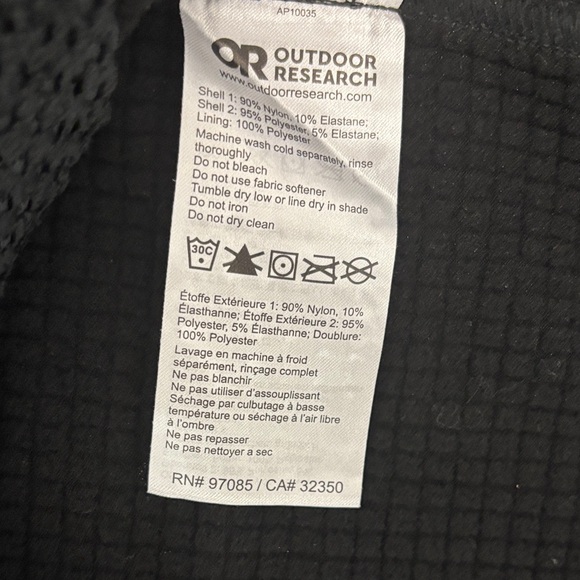 AP10035
OR OUTDOOR
RESEARCH
www.outdoorresearch.com
Shell 1: 90% Nylon, 10% Elastane;
Shell 2: 95% Polyester, 5% Elastane;
Lining: 100% Polyester
Machine wash cold separately, rinse
thoroughly
Do not bleach
Do not use fabric softener
Tumble dry low or line dry in shade
Do not iron
Do not dry clean
30C
Étoffe Extérieure 1: 90% Nylon, 10%
Élasthanne; Étoffe Extérieure 2: 95%
Polyester, 5% Élasthanne; Doublure:
100% Polyester
Lavage en machine à froid
séparément, rinçage complet
Ne pas blanchir
Ne pas utiliser d'assouplissant
Séchage par culbutage à basse
température ou séchage à l'air libre
à l'ombre
Ne pas repasser
Ne pas nettoyer a sec
RN# 97085 / CA# 32350